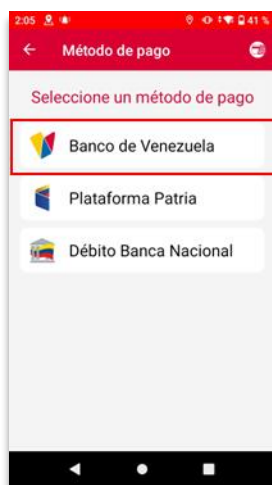 2:05 41 %
Método de pago
Seleccione un método de pago
Banco de Venezuela
Plataforma Patria
Débito Banca Nacional